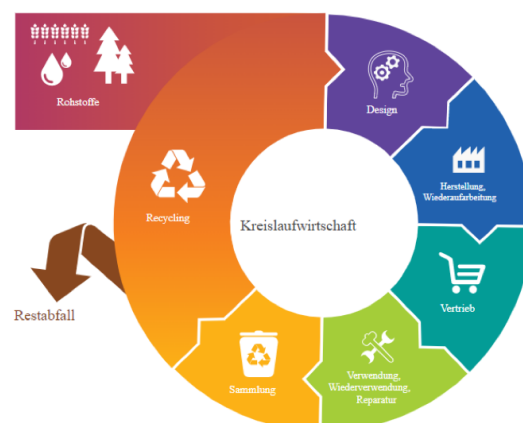 Rohstoffe
Design
Herstellung,
Wiederaufarbeitung
Recycling
Kreislaufwirtschaft
Vertrieb
Restabfall
Verwendung,
Wiederverwendung,
Reparatur
Sammlung